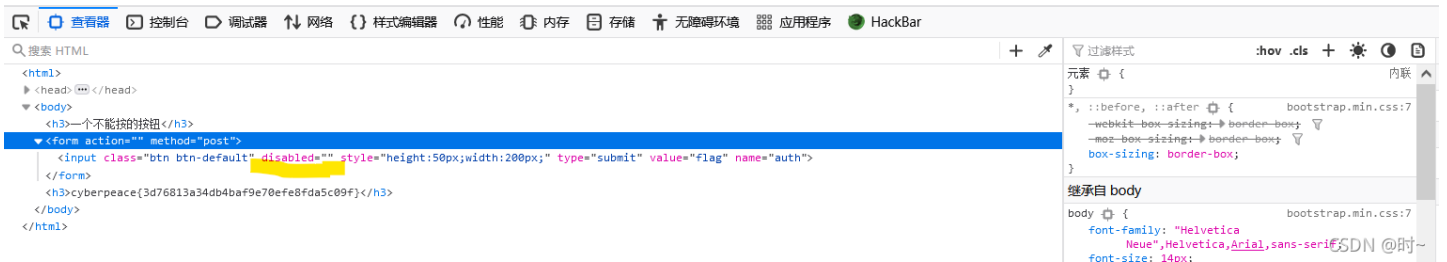 查看器 控制台 调试器 网络 {} 样式编辑器 性能 内存 存储 无障碍环境 应用程序 HackBar
搜索 HTML
<html>
<head> </head>
<body>
<h3>一个不能按的按钮</h3>
<form action="" method="post">
<input class="btn btn-default" disabled="" style="height:50px;width:200px;" type="submit" value="flag" name="auth">
</form>
<h3>cyberpeace{3d76813a34db4baf9e70efe8fda5c09f}</h3>
</body>
</html>
过滤样式 :hov .cls
元素 { 内联
}
*, ::before, ::after { bootstrap.min.css:7
-webkit-box-sizing: border-box;
-moz-box-sizing: border-box;
box-sizing: border-box;
}
继承自 body
body { bootstrap.min.css:7
font-family: "Helvetica
Neue",Helvetica,Arial,sans-serif;
font-size: 14px;
CSDN @时~